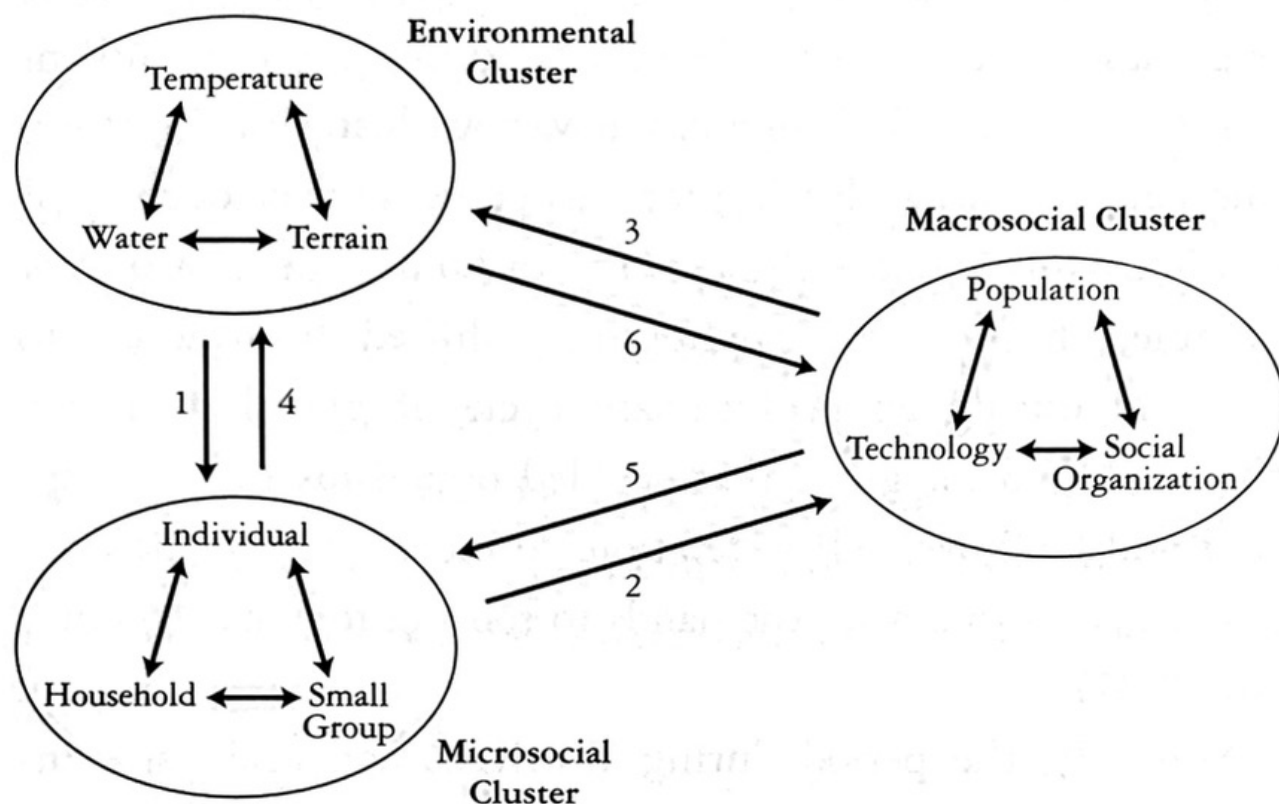 Environmental
Cluster
Temperature
Water
Terrain
3
6
Macrosocial Cluster
Population
Technology
Social
Organization
1
4
5
2
Individual
Household
Small
Group
Microsocial
Cluster